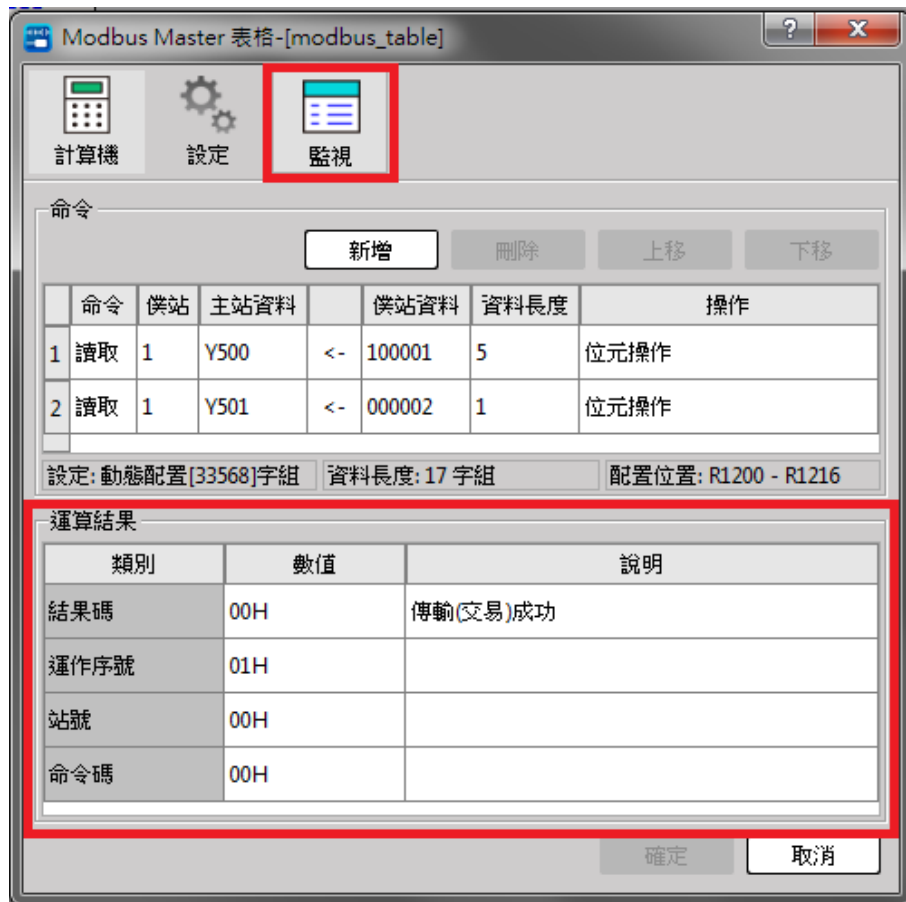 Modbus Master 表格-[modbus_table]
?
x
計算機 設定 監視
命令
新增 刪除 上移 下移
命令 僕站 主站資料 僕站資料 資料長度 操作
1 讀取 1 Y500 <- 100001 5 位元操作
2 讀取 1 Y501 <- 000002 1 位元操作
設定: 動態配置[33568]字組 資料長度: 17 字組 配置位置: R1200 - R1216
運算結果
類別 數值 說明
結果碼 00H 傳輸(交易)成功
運作序號 01H
站號 00H
命令碼 00H
確定 取消